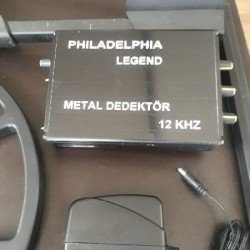 PHILADELPHIA
LEGEND
METAL DEDEKTÖR
12 KHZ